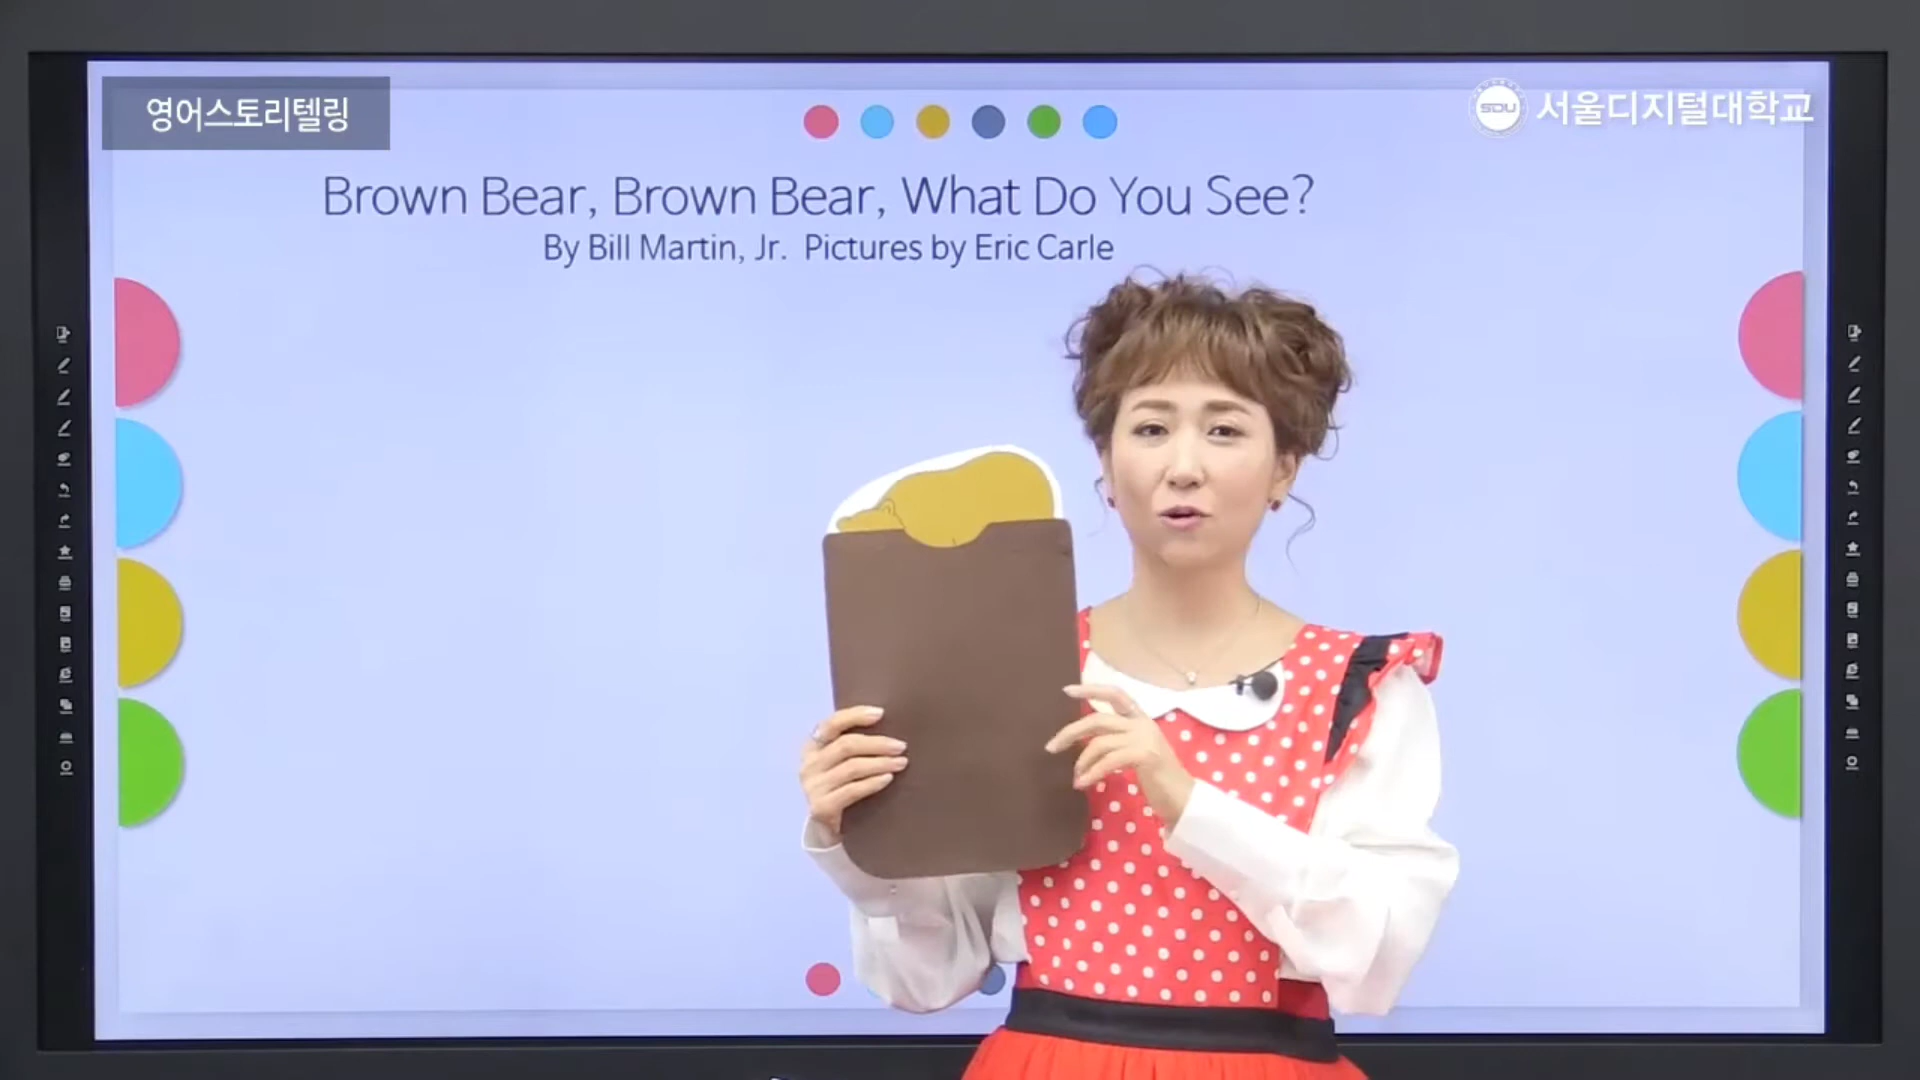 영어스토리텔링
SDU 서울디지털대학교
Brown Bear, Brown Bear, What Do You See?
By Bill Martin, Jr. Pictures by Eric Carle